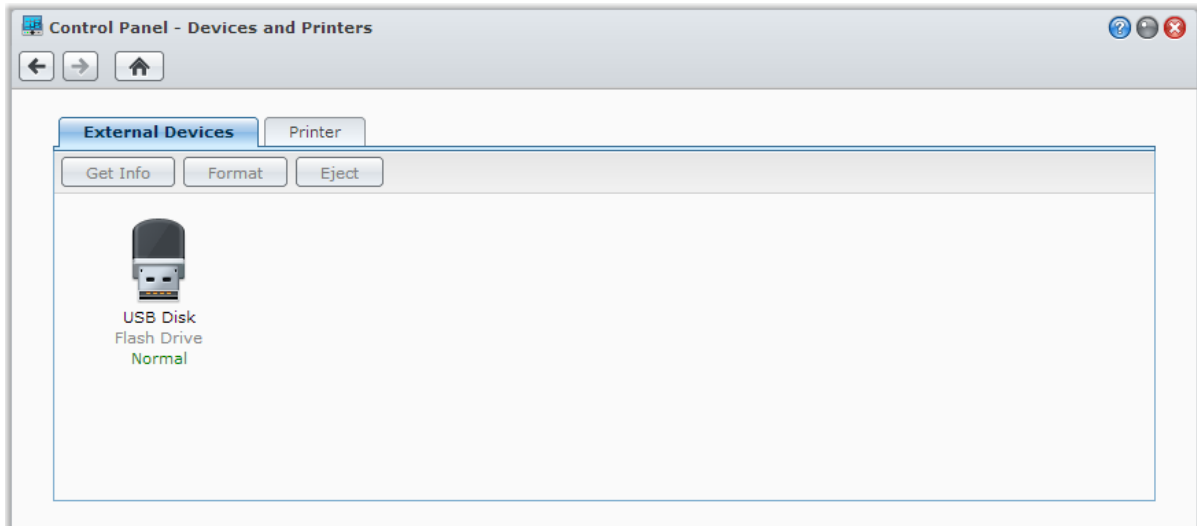 Control Panel - Devices and Printers
External Devices Printer
Get Info Format Eject
USB Disk
Flash Drive
Normal